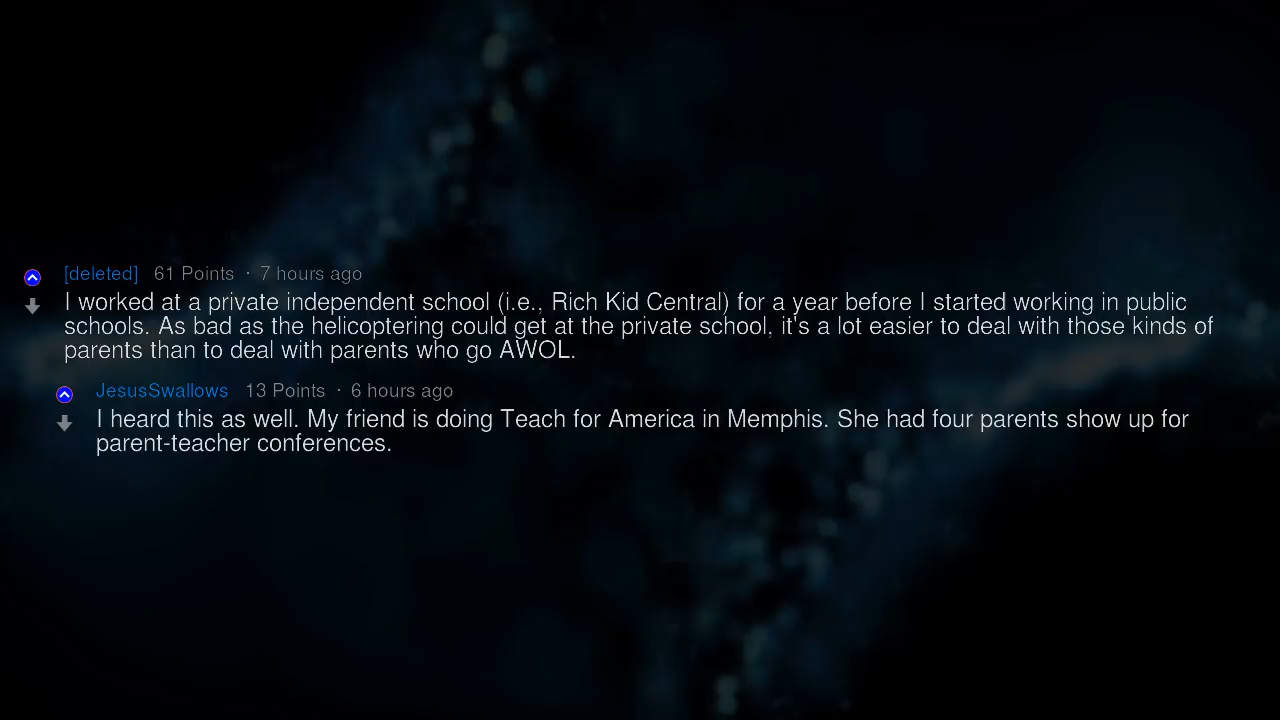 [deleted] 61 Points · 7 hours ago
I worked at a private independent school (i.e., Rich Kid Central) for a year before I started working in public
schools. As bad as the helicoptering could get at the private school, it's a lot easier to deal with those kinds of
parents than to deal with parents who go AWOL.
JesusSwallows 13 Points · 6 hours ago
I heard this as well. My friend is doing Teach for America in Memphis. She had four parents show up for
parent-teacher conferences.